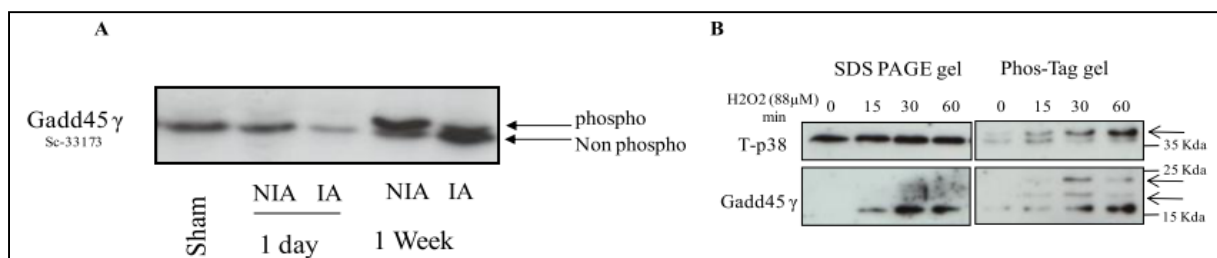 A
Gadd45 γ
Sc-33173
phospho
Non phospho
Sham
NIA IA NIA IA
1 day 1 Week
B
SDS PAGE gel Phos-Tag gel
H2O2 (88μM) 0 15 30 60 0 15 30 60
min
T-p38
35 Kda
25 Kda
Gadd45 γ
15 Kda